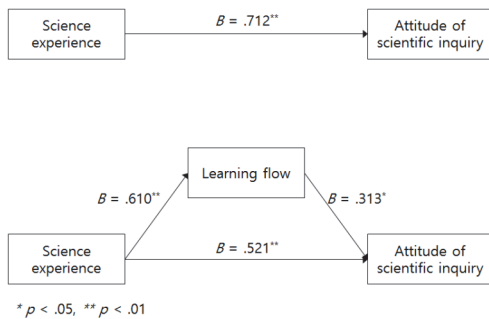 Science
experience
B = .712**
Attitude of
scientific inquiry
Learning flow
B = .610**
B = .313*
Science
experience
B = .521**
Attitude of
scientific inquiry
* p < .05, ** p < .01